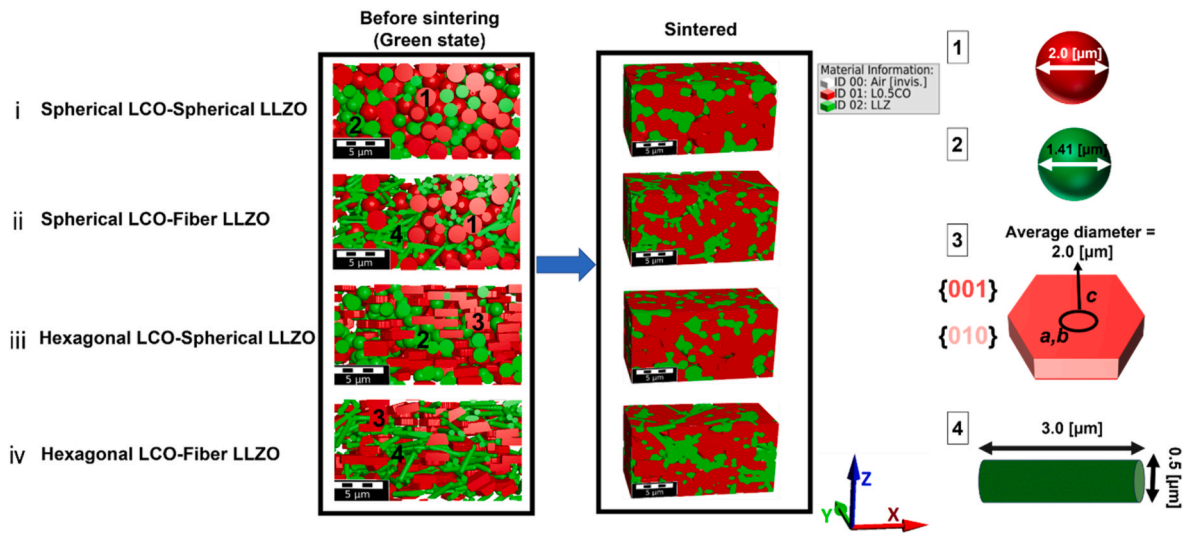 Before sintering
(Green state)
Sintered
i Spherical LCO-Spherical LLZO
1
2
5 µm
5 µm
Material Information:
ID 00: Air [invis.]
ID 01: L0.5CO
ID 02: LLZ
ii Spherical LCO-Fiber LLZO
1
4
5 µm
5 µm
iii Hexagonal LCO-Spherical LLZO
3
2
5 µm
5 µm
iv Hexagonal LCO-Fiber LLZO
3
4
5 µm
5 µm
Z
Y
X
1
2.0 [µm]
2
1.41 [µm]
3
Average diameter =
2.0 [µm]
{001}
{010}
c
a,b
4
3.0 [µm]
0.5 [µm]